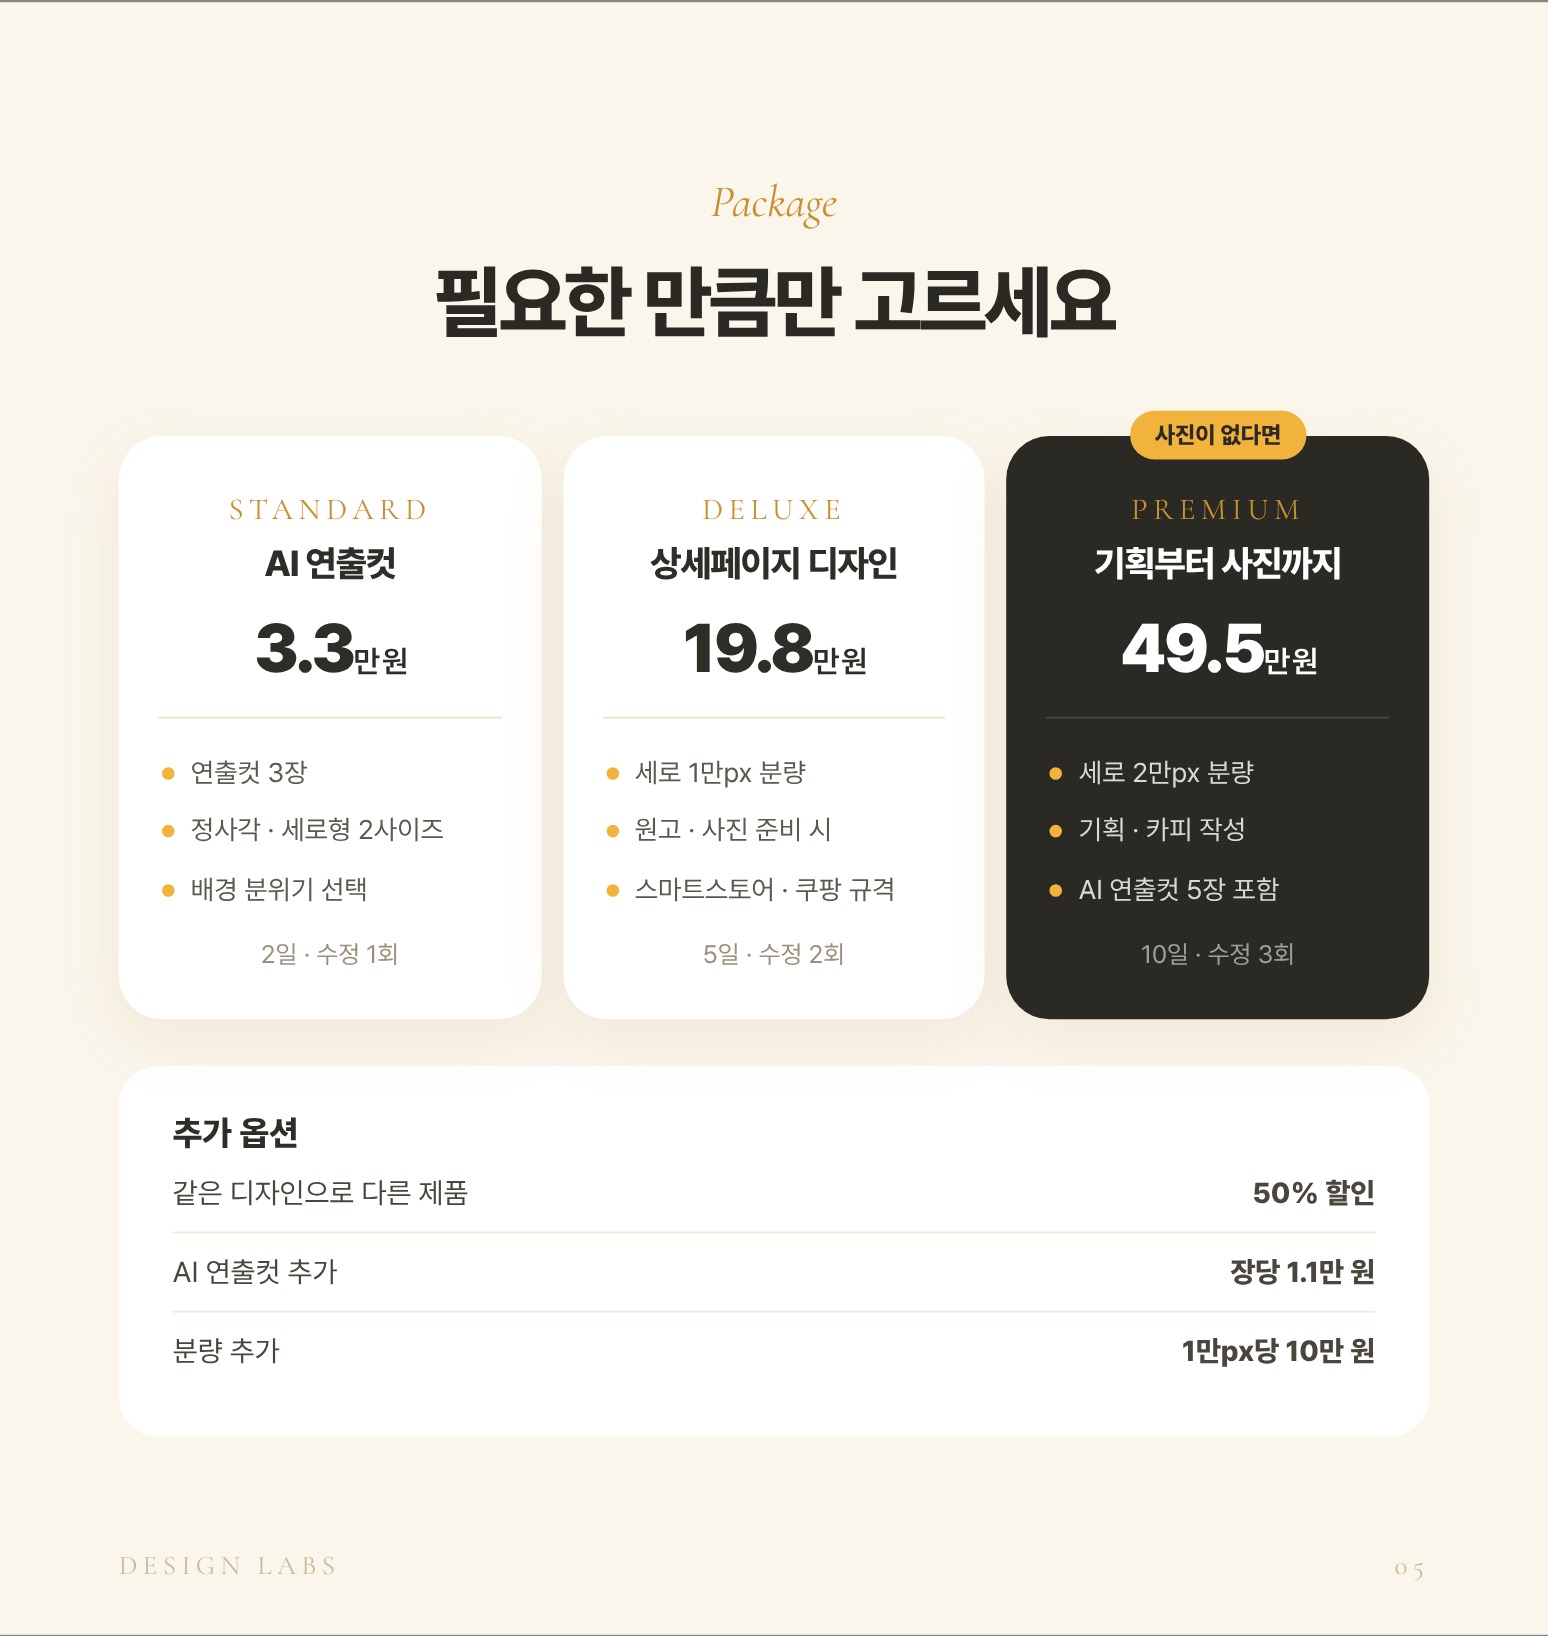 Package
필요한 만큼만 고르세요
STANDARD
AI 연출컷
3.3만원
연출컷 3장
정사각 · 세로형 2사이즈
배경 분위기 선택
2일 · 수정 1회
DELUXE
상세페이지 디자인
19.8만원
세로 1만px 분량
원고 · 사진 준비 시
스마트스토어 · 쿠팡 규격
5일 · 수정 2회
사진이 없다면
PREMIUM
기획부터 사진까지
49.5만원
세로 2만px 분량
기획 · 카피 작성
AI 연출컷 5장 포함
10일 · 수정 3회
추가 옵션
같은 디자인으로 다른 제품 50% 할인
AI 연출컷 추가 장당 1.1만 원
분량 추가 1만px당 10만 원
DESIGN LABS 05